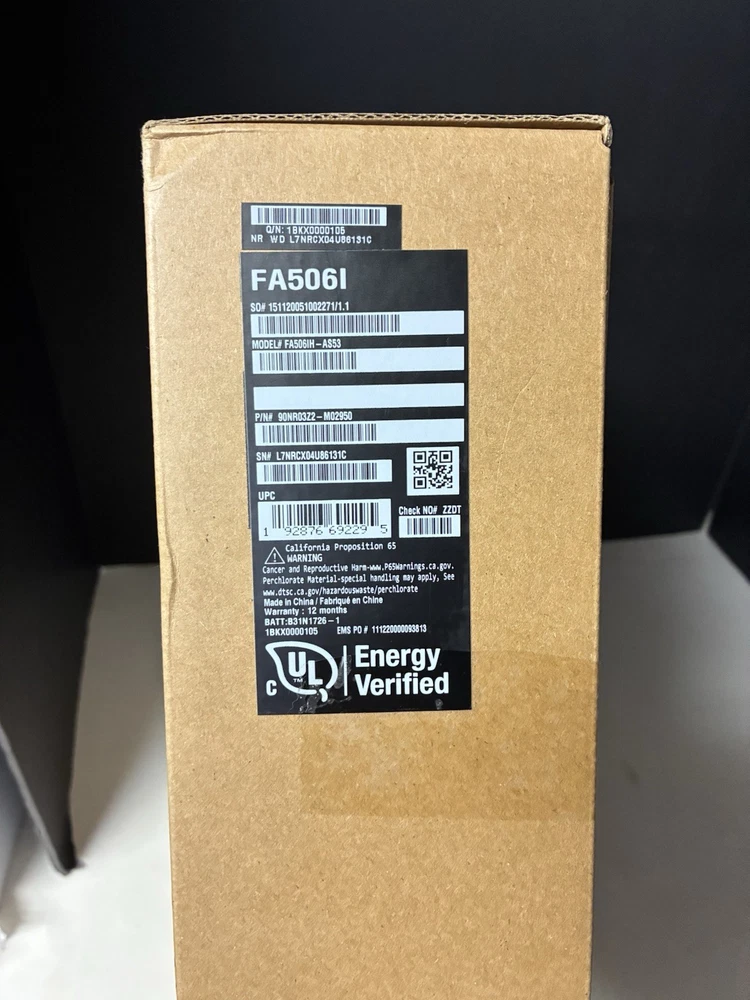 Q/N: 1BKX0000105
NR WD L7NRCX04U86131C
FA506I
SO# 151120051002271/1.1
MODEL# FA506IH-AS53
P/N# 90NR03Z2-M02950
SN# L7NRCX04U86131C
UPC
1 92876 69229 5
Check NO# ZZDT
California Proposition 65
WARNING
Cancer and Reproductive Harm-www.P65Warnings.ca.gov.
Perchlorate Material-special handling may apply, See
www.dtsc.ca.gov/hazardouswaste/perchlorate
Made in China / Fabriqué en Chine
Warranty : 12 months
BATT:B31N1726-1
1BKX0000105 EMS PO # 111220000093813
C UL TM Energy
Verified